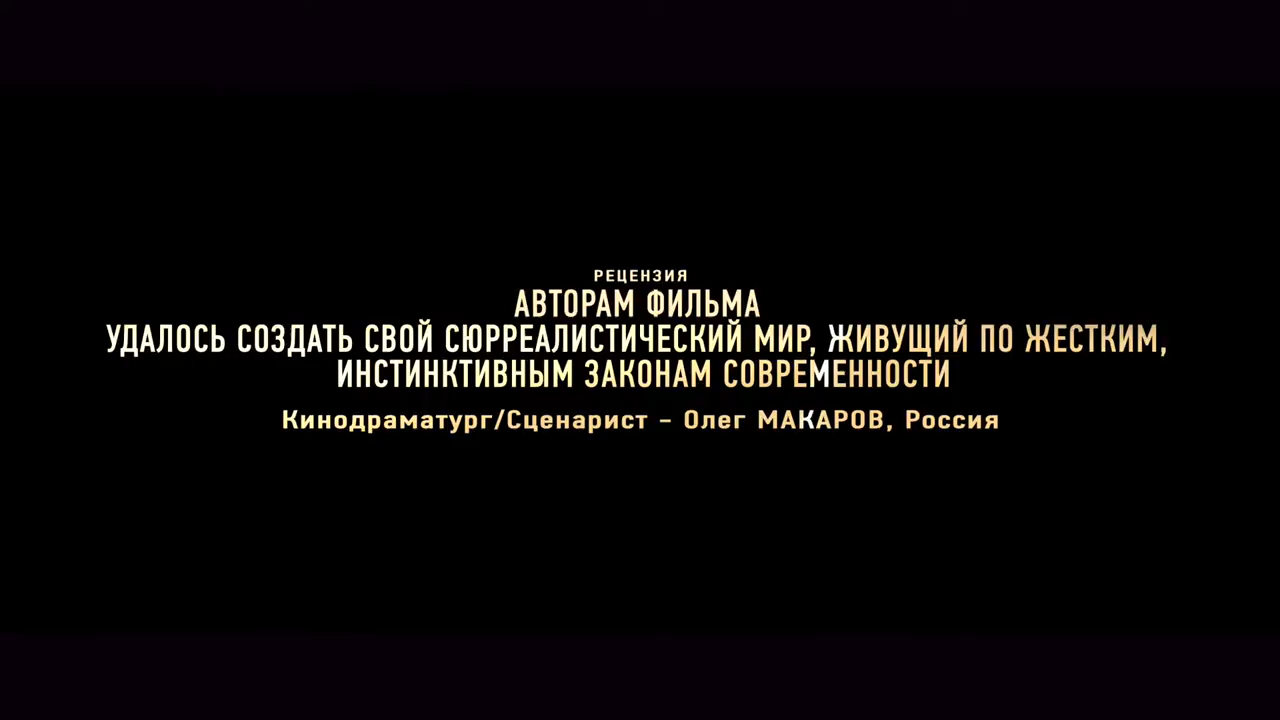 РЕЦЕНЗИЯ
АВТОРАМ ФИЛЬМА
УДАЛОСЬ СОЗДАТЬ СВОЙ СЮРРЕАЛИСТИЧЕСКИЙ МИР, ЖИВУЩИЙ ПО ЖЕСТКИМ,
ИНСТИНКТИВНЫМ ЗАКОНАМ СОВРЕМЕННОСТИ
Кинодраматург/Сценарист – Олег МАКАРОВ, Россия